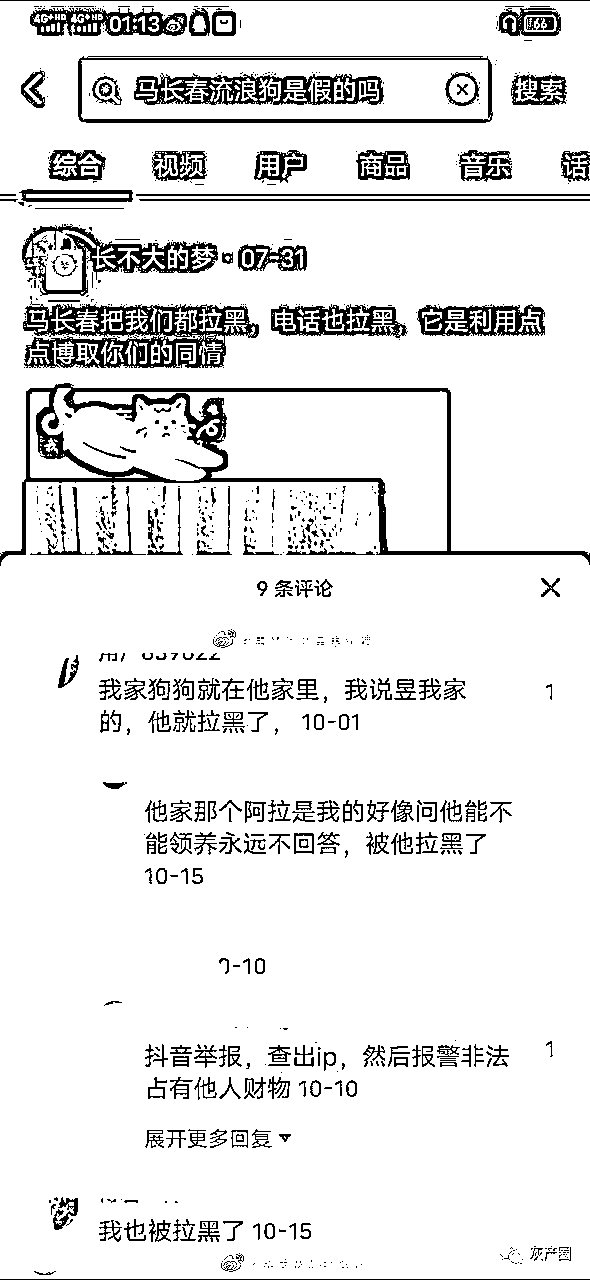 4G+HD 4G+HD 01:13 66
马长春流浪狗是假的吗
搜索
综合 视频 用户 商品 音乐 话
长不大的梦 · 07-31
马长春把我们都拉黑，电话也拉黑，它是利用点
点博取你们的同情
9 条评论
我家狗狗就在他家里，我说昱我家 1
的，他就拉黑了， 10-01
他家那个阿拉是我的好像问他能不
能领养永远不回答，被他拉黑了
10-15
0-10
抖音举报，查出ip，然后报警非法 1
占有他人财物 10-10
展开更多回复
我也被拉黑了 10-15
灰产圈